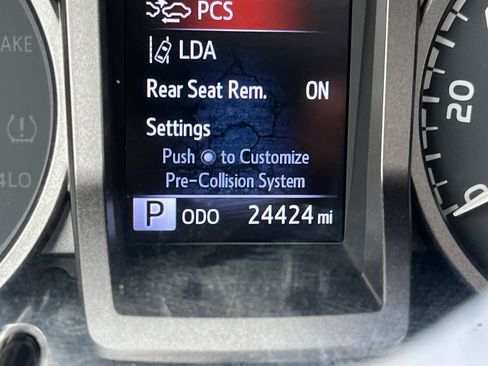 PCS
LDA
Rear Seat Rem. ON
Settings
Push to Customize
Pre-Collision System
P ODO 24424 mi
AKE
4LO
20
0